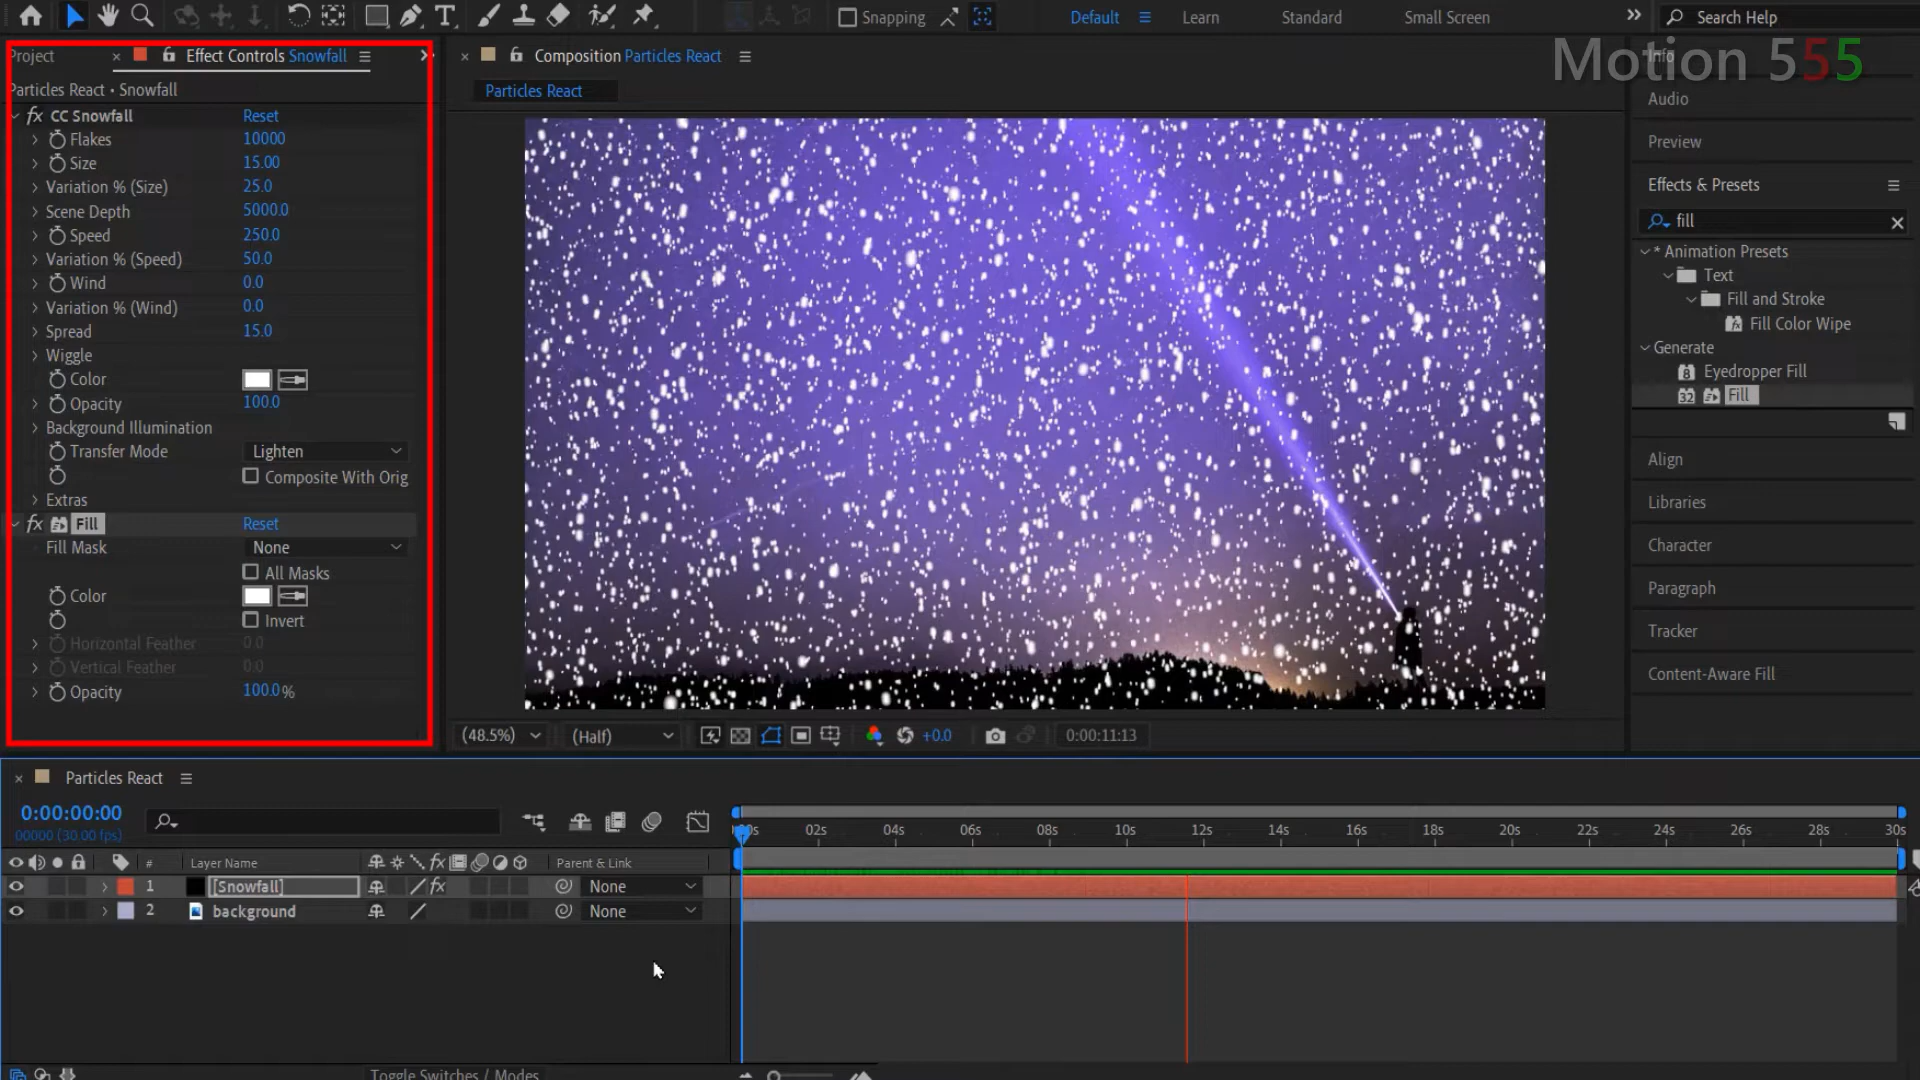 Snapping
Default
Learn
Standard
Small Screen
Search Help
Motion 555
Project
Effect Controls Snowfall
Composition Particles React
Info
Particles React • Snowfall
Particles React
Audio
fx CC Snowfall Reset
Flakes 10000
Preview
Size 15.00
Variation % (Size) 25.0
Effects & Presets
Scene Depth 5000.0
fill
Speed 250.0
* Animation Presets
Variation % (Speed) 50.0
Text
Wind 0.0
Fill and Stroke
Variation % (Wind) 0.0
Fill Color Wipe
Spread 15.0
Generate
Wiggle
Eyedropper Fill
Color
32 Fill
Opacity 100.0
Background Illumination
Transfer Mode Lighten
Align
Composite With Orig
Extras
Libraries
fx Fill Reset
Fill Mask None
Character
All Masks
Color
Paragraph
Invert
Horizontal Feather 0.0
Tracker
Vertical Feather 0.0
Content-Aware Fill
Opacity 100.0%
(48.5%)
(Half)
+0.0
0:00:11:13
Particles React
0:00:00:00
00000 (30.00 fps)
02s 04s 06s 08s 10s 12s 14s 16s 18s 20s 22s 24s 26s 28s 30s
# Layer Name fx Parent & Link
1 [Snowfall] fx None
2 background None
Toggle Switches / Modes